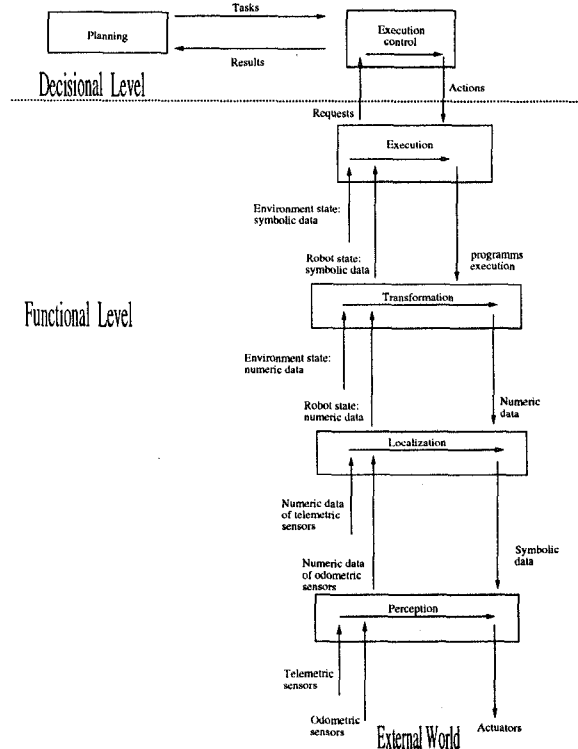 Tasks
Planning
Results
Execution
control
Decisional Level
Actions
Requests
Execution
Environment state:
symbolic data
Robot state:
symbolic data
programms
execution
Transformation
Functional Level
Environment state:
numeric data
Robot state:
numeric data
Numeric
data
Localization
Numeric data
of telemetric
sensors
Numeric data
of odometric
sensors
Symbolic
data
Perception
Telemetric
sensors
Odometric
sensors
External World
Actuators